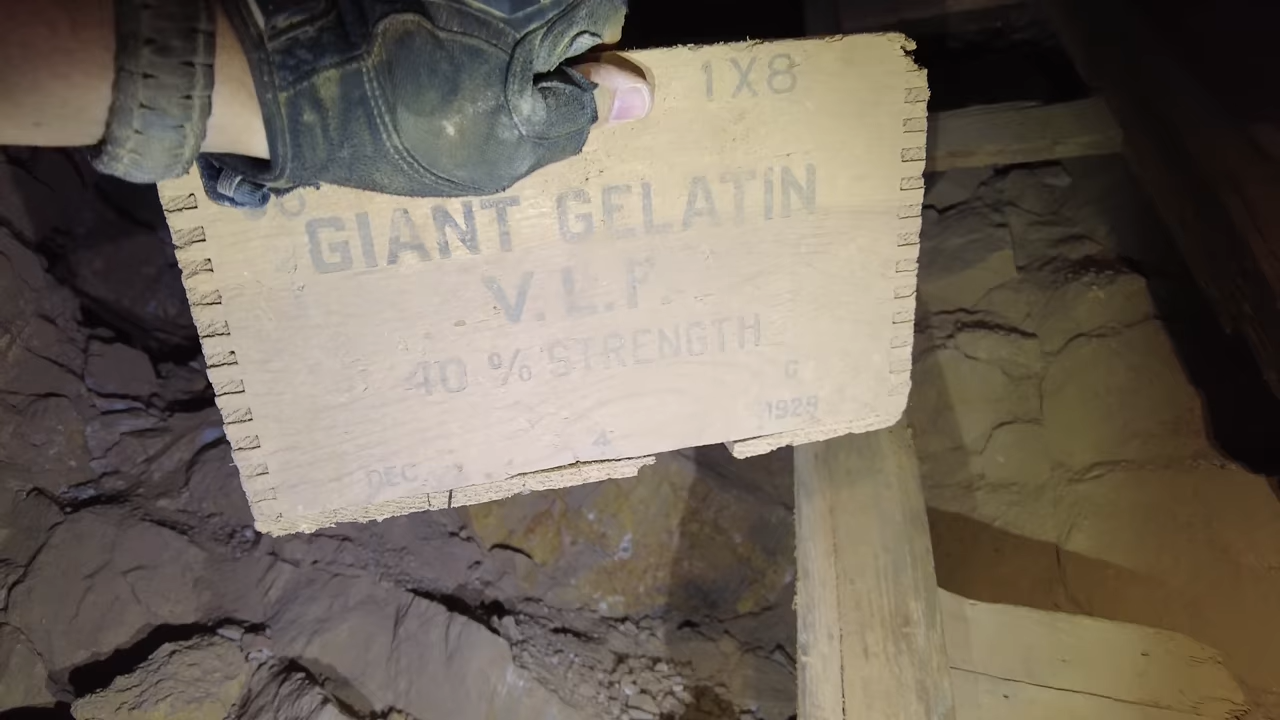 1X8
GIANT GELATIN
V.L.F
40 % STRENGTH
G
DEC. 4 1929